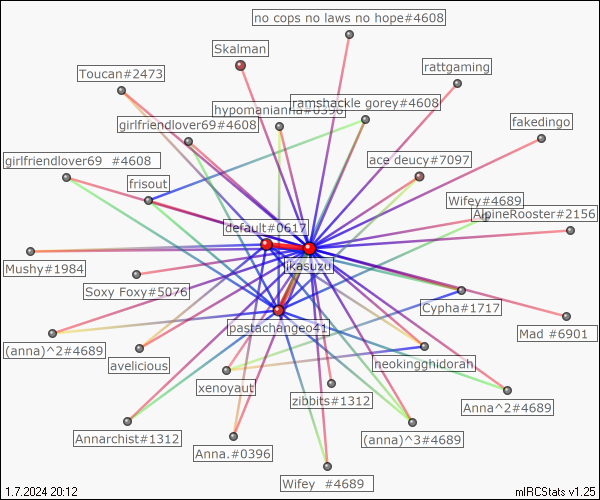 no cops no laws no hope#4608
Skalman
rattgaming
Toucan#2473
hypomanianna#0396
ramshackle gorey#4608
girlfriendlover69#4608
fakedingo
girlfriendlover69 #4608
ace deucy#7097
frisout
Wifey#4689
AlpineRooster#2156
default#0617
jikasuzu
Mushy#1984
Soxy Foxy#5076
Cypha#1717
pastachangeo41
Mad #6901
(anna)^2#4689
avelicious
neokingghidorah
xenoyaut
zibbits#1312
Anna^2#4689
Annarchist#1312
(anna)^3#4689
Anna.#0396
Wifey #4689
1.7.2024 20:12
mIRCStats v1.25